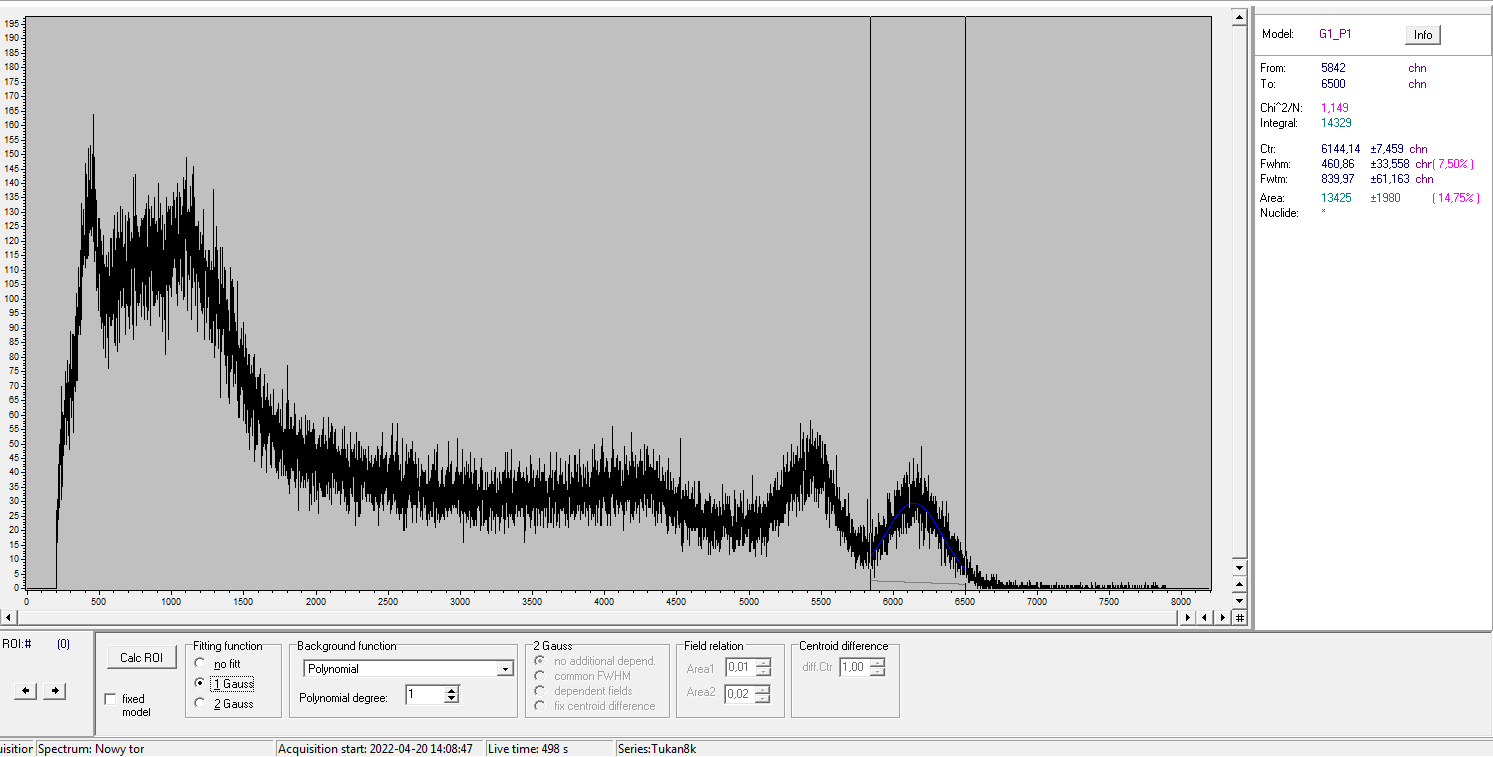 195
190
185
180
175
170
165
160
155
150
145
140
135
130
125
120
115
110
105
100
95
90
85
80
75
70
65
60
55
50
45
40
35
30
25
20
15
10
5
0
0 500 1000 1500 2000 2500 3000 3500 4000 4500 5000 5500 6000 6500 7000 7500 8000
#
Model: G1_P1 Info
From: 5842 chn
To: 6500 chn
Chi^2/N: 1,149
Integral: 14329
Ctr: 6144,14 ±7,459 chn
Fwhm: 460,86 ±33,558 chr( 7,50% )
Fwtm: 839,97 ±61,163 chn
Area: 13425 ±1980 ( 14,75% )
Nuclide: *
ROI:# (0)
Calc ROI
fixed
model
Fitting function
no fitt
1 Gauss
2 Gauss
Background function
Polynomial
Polynomial degree: 1
2 Gauss
no additional depend.
common FWHM
dependent fields
fix centroid difference
Field relation
Area1 0,01
Area2 0,02
Centroid difference
diff.Ctr 1,00
uisition Spectrum: Nowy tor Acquisition start: 2022-04-20 14:08:47 Live time: 498 s Series:Tukan8k